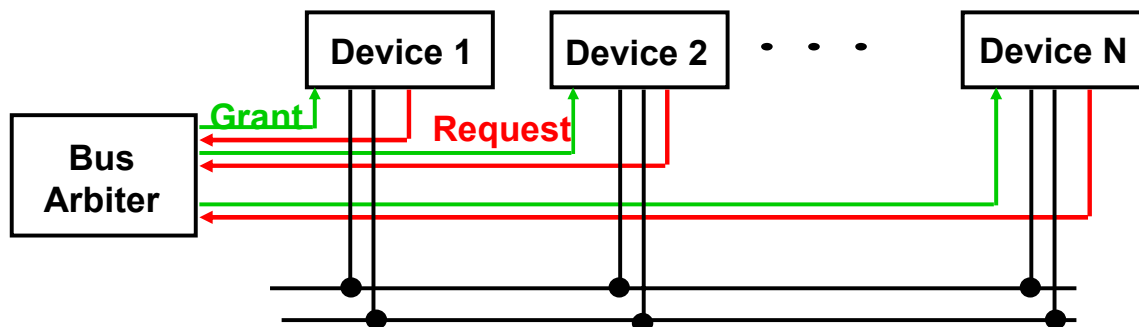 Device 1
Device 2
. . .
Device N
Grant
Request
Bus
Arbiter